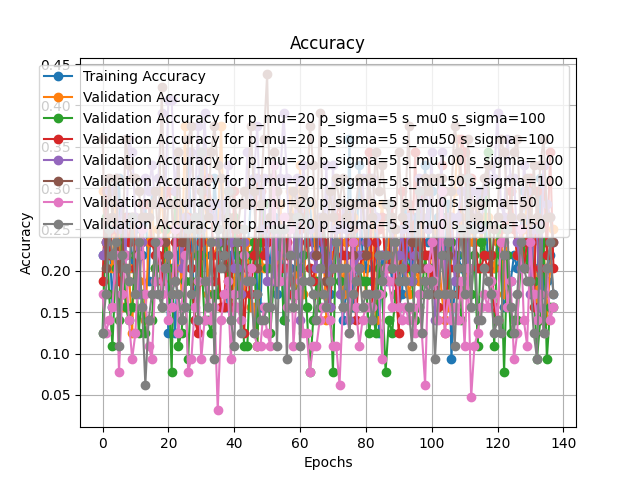 Accuracy
0.45
Training Accuracy
Validation Accuracy
0.40
Validation Accuracy for p_mu=20 p_sigma=5 s_mu0 s_sigma=100
0.35
Validation Accuracy for p_mu=20 p_sigma=5 s_mu50 s_sigma=100
Validation Accuracy for p_mu=20 p_sigma=5 s_mu100 s_sigma=100
0.30
Validation Accuracy for p_mu=20 p_sigma=5 s_mu150 s_sigma=100
Validation Accuracy for p_mu=20 p_sigma=5 s_mu0 s_sigma=50
0.25
Validation Accuracy for p_mu=20 p_sigma=5 s_mu0 s_sigma=150
Accuracy
0.20
0.15
0.10
0.05
0 20 40 60 80 100 120 140
Epochs